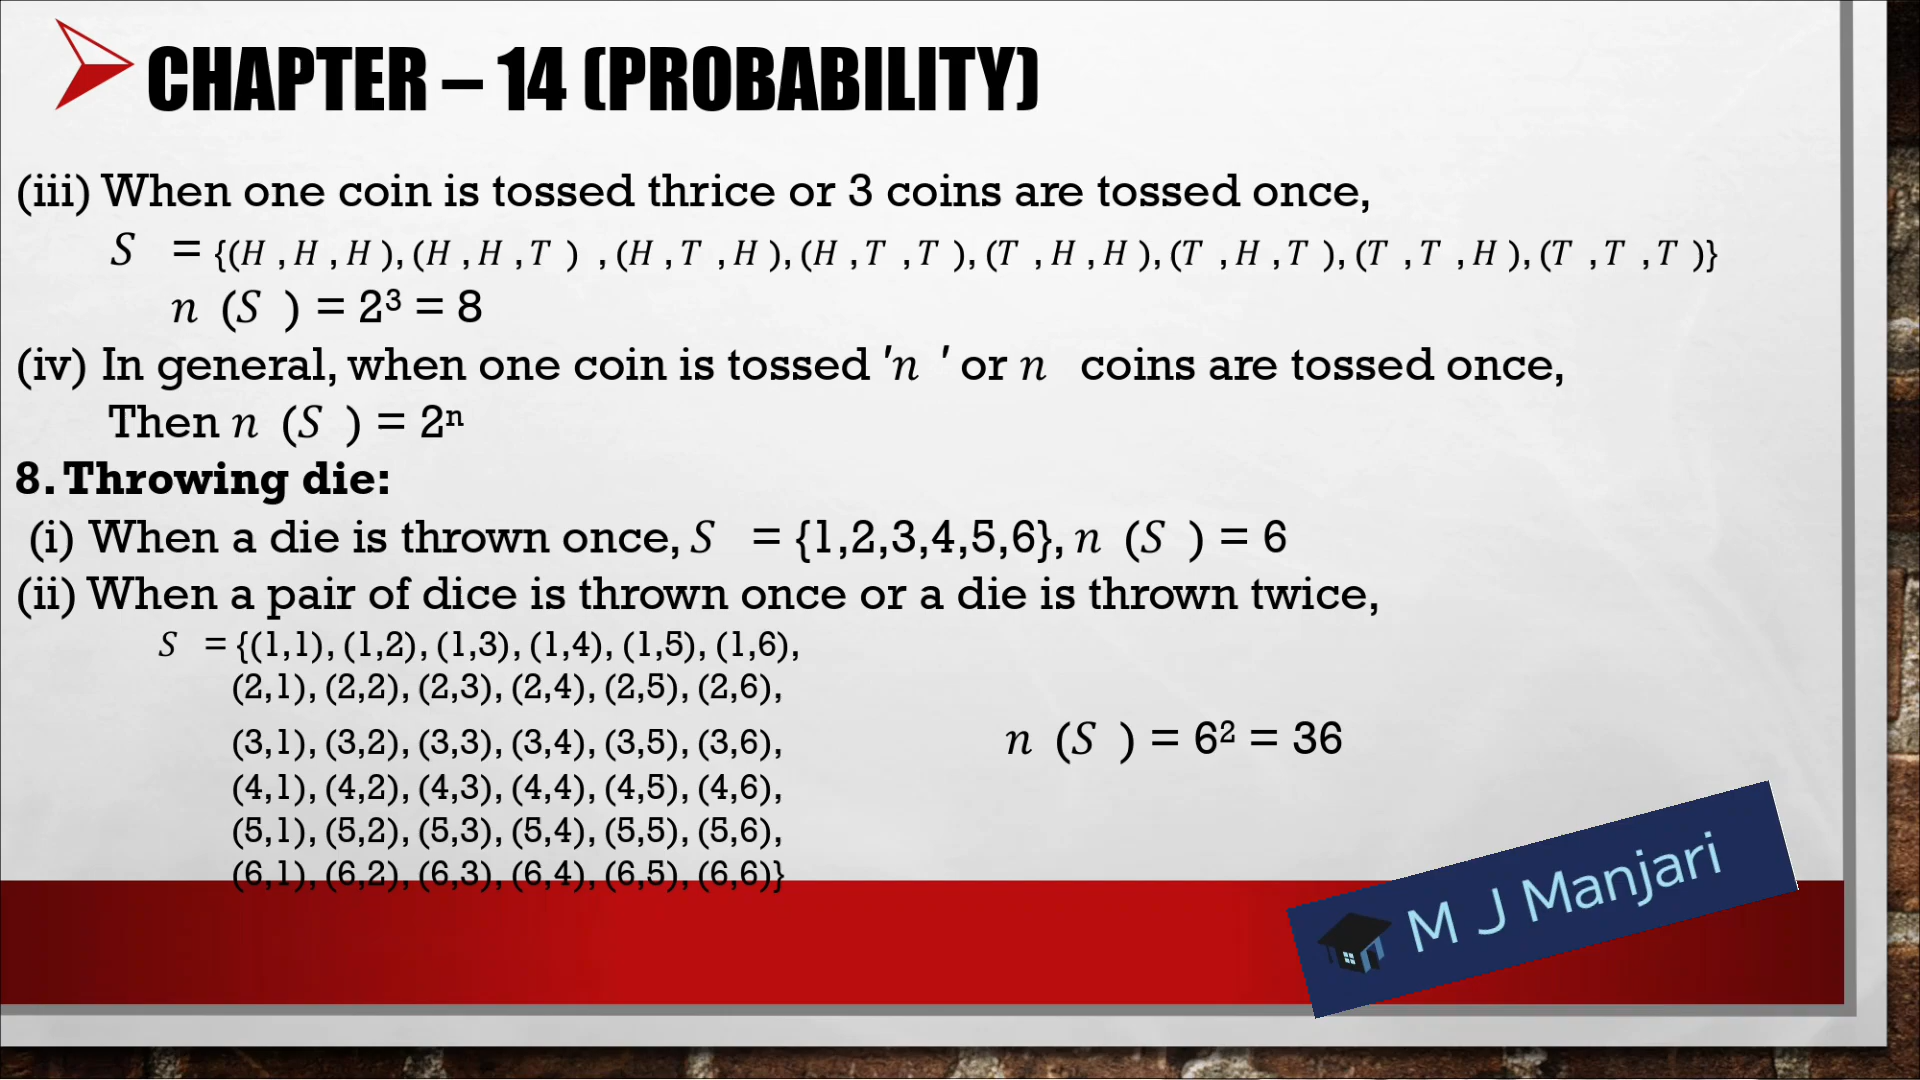 CHAPTER – 14 (PROBABILITY)
(iii) When one coin is tossed thrice or 3 coins are tossed once,
S = {(H , H , H ), (H , H , T ) , (H , T , H ), (H , T , T ), (T , H , H ), (T , H , T ), (T , T , H ), (T , T , T )}
n (S ) = 2³ = 8
(iv) In general, when one coin is tossed ′n ′ or n coins are tossed once,
Then n (S ) = 2ⁿ
8. Throwing die:
(i) When a die is thrown once, S = {1,2,3,4,5,6}, n (S ) = 6
(ii) When a pair of dice is thrown once or a die is thrown twice,
S = {(1,1), (1,2), (1,3), (1,4), (1,5), (1,6),
(2,1), (2,2), (2,3), (2,4), (2,5), (2,6),
(3,1), (3,2), (3,3), (3,4), (3,5), (3,6),
n (S ) = 6² = 36
(4,1), (4,2), (4,3), (4,4), (4,5), (4,6),
(5,1), (5,2), (5,3), (5,4), (5,5), (5,6),
(6,1), (6,2), (6,3), (6,4), (6,5), (6,6)}
M J Manjari